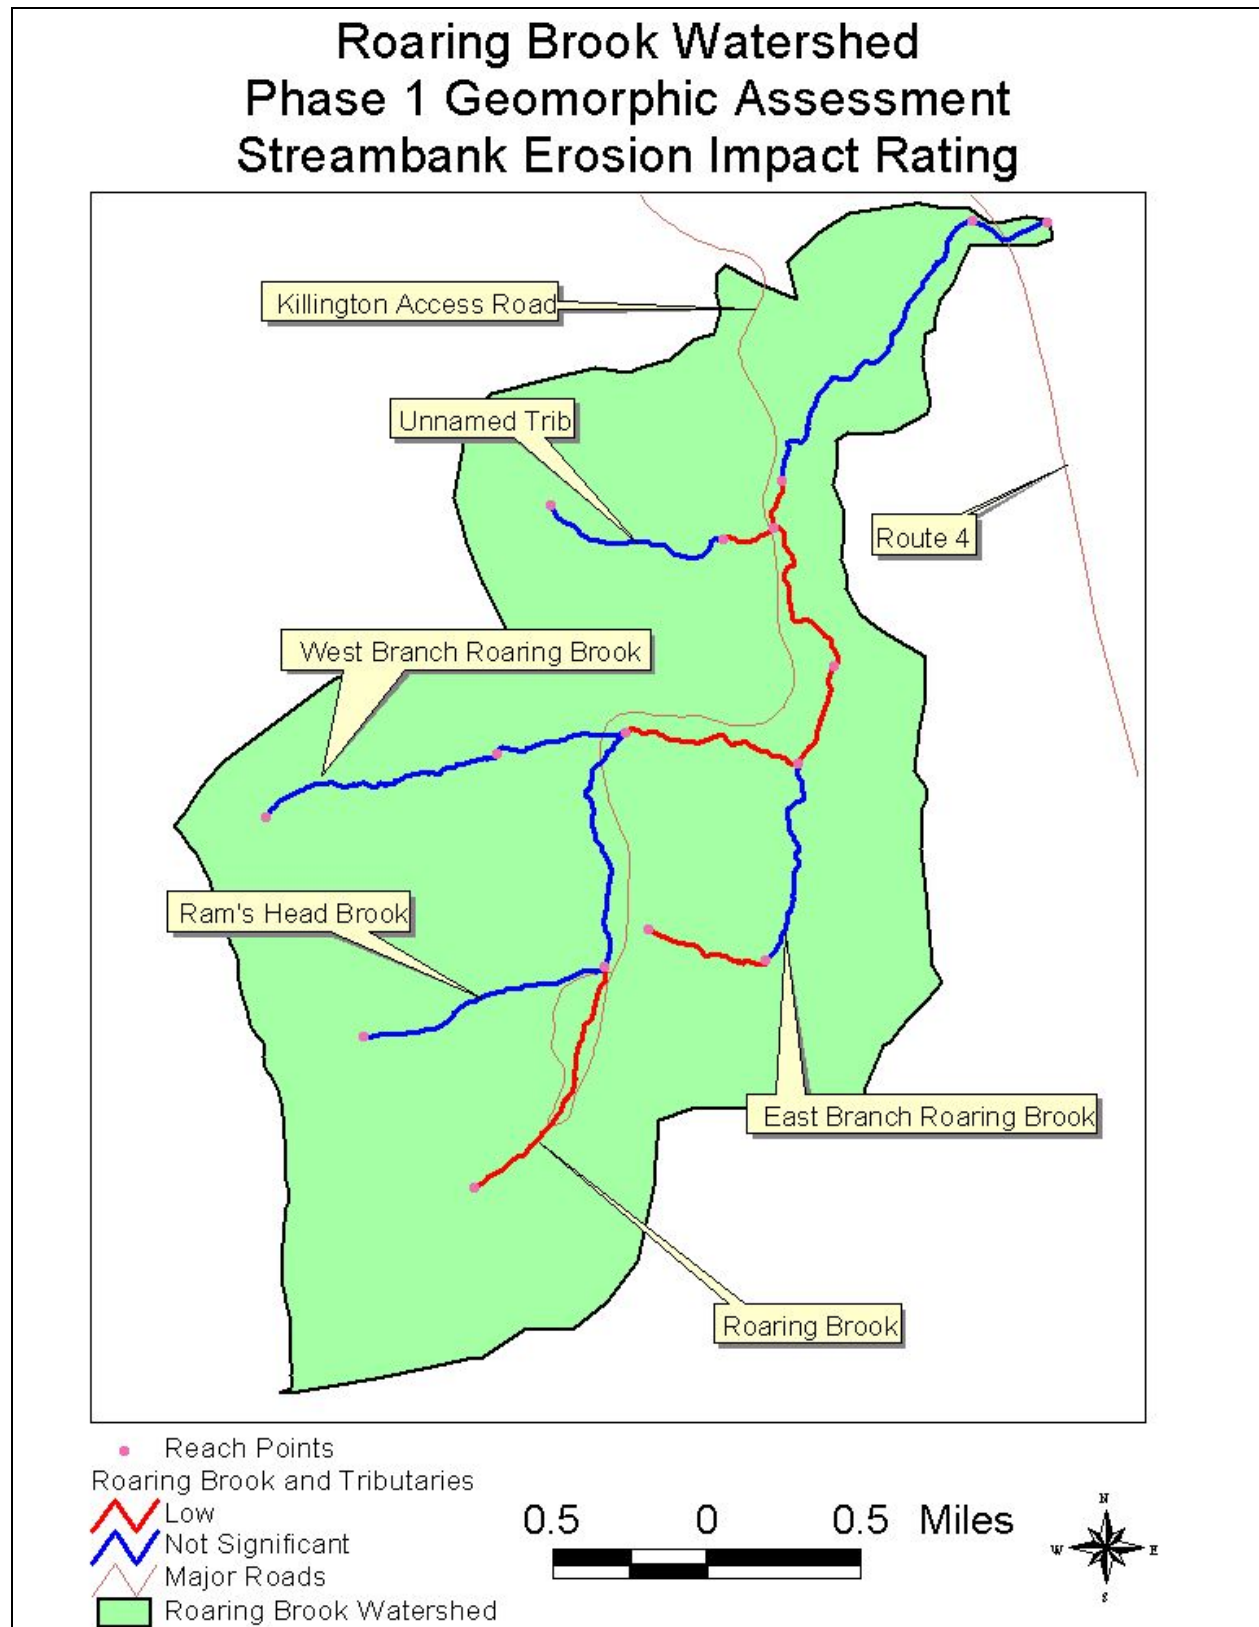 Roaring Brook Watershed
Phase 1 Geomorphic Assessment
Streambank Erosion Impact Rating
Killington Access Road
Unnamed Trib
Route 4
West Branch Roaring Brook
Ram's Head Brook
East Branch Roaring Brook
Roaring Brook
Reach Points
Roaring Brook and Tributaries
Low
Not Significant
Major Roads
Roaring Brook Watershed
0.5 0 0.5 Miles
N
W E
S